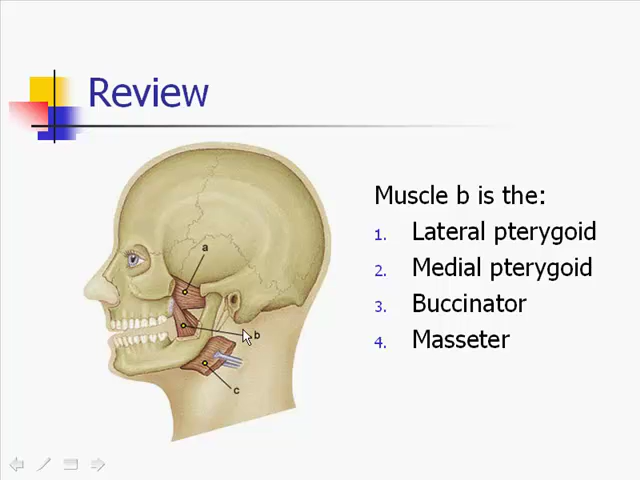 Review
Muscle b is the:
1. Lateral pterygoid
2. Medial pterygoid
3. Buccinator
4. Masseter
a
b
c